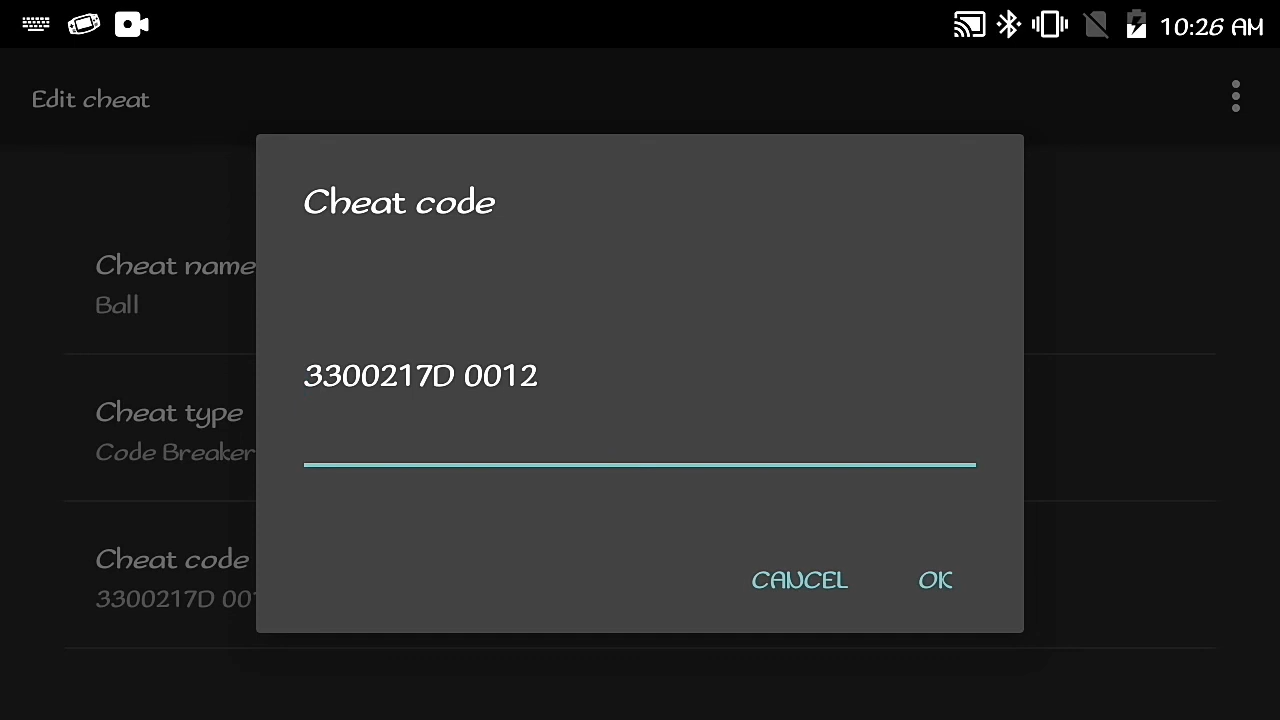 10:26 AM
Edit cheat
Cheat code
Cheat name
Ball
3300217D 0012
Cheat type
Code Breaker
Cheat code
3300217D 001
CANCEL OK